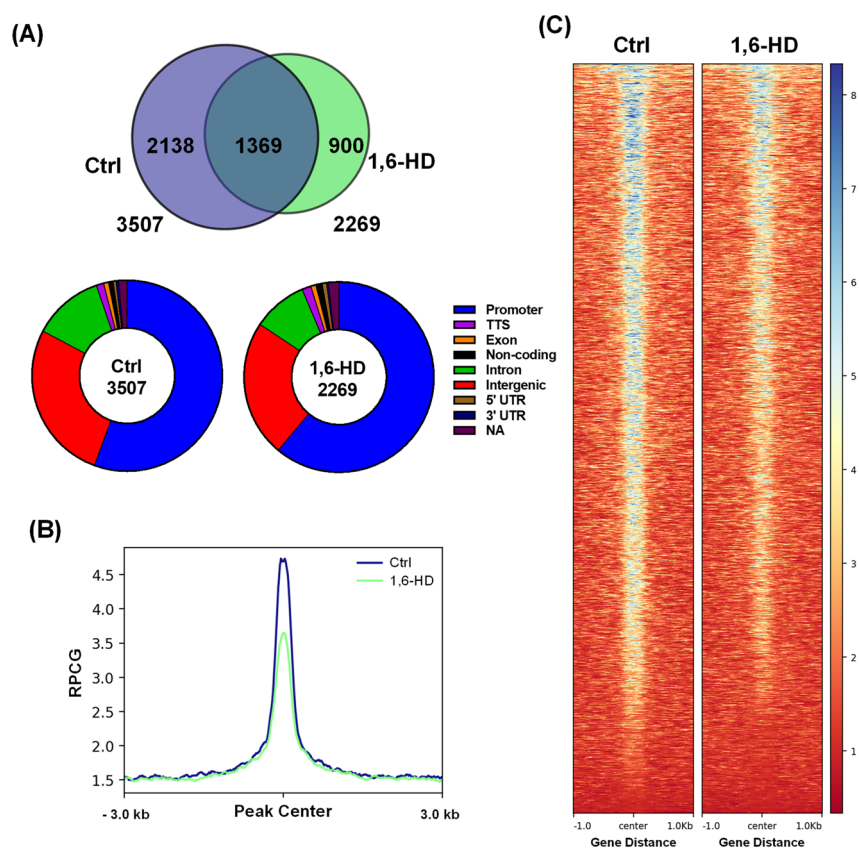 (A)
2138
1369
900
Ctrl
1,6-HD
3507
2269
Ctrl
3507
1,6-HD
2269
Promoter
TTS
Exon
Non-coding
Intron
Intergenic
5' UTR
3' UTR
NA
(B)
Ctrl
1,6-HD
RPCG
4.5
4.0
3.5
3.0
2.5
2.0
1.5
- 3.0 kb
Peak Center
3.0 kb
(C)
Ctrl
1,6-HD
8
7
6
5
4
3
2
1
-1.0
center
1.0Kb
-1.0
center
1.0Kb
Gene Distance
Gene Distance